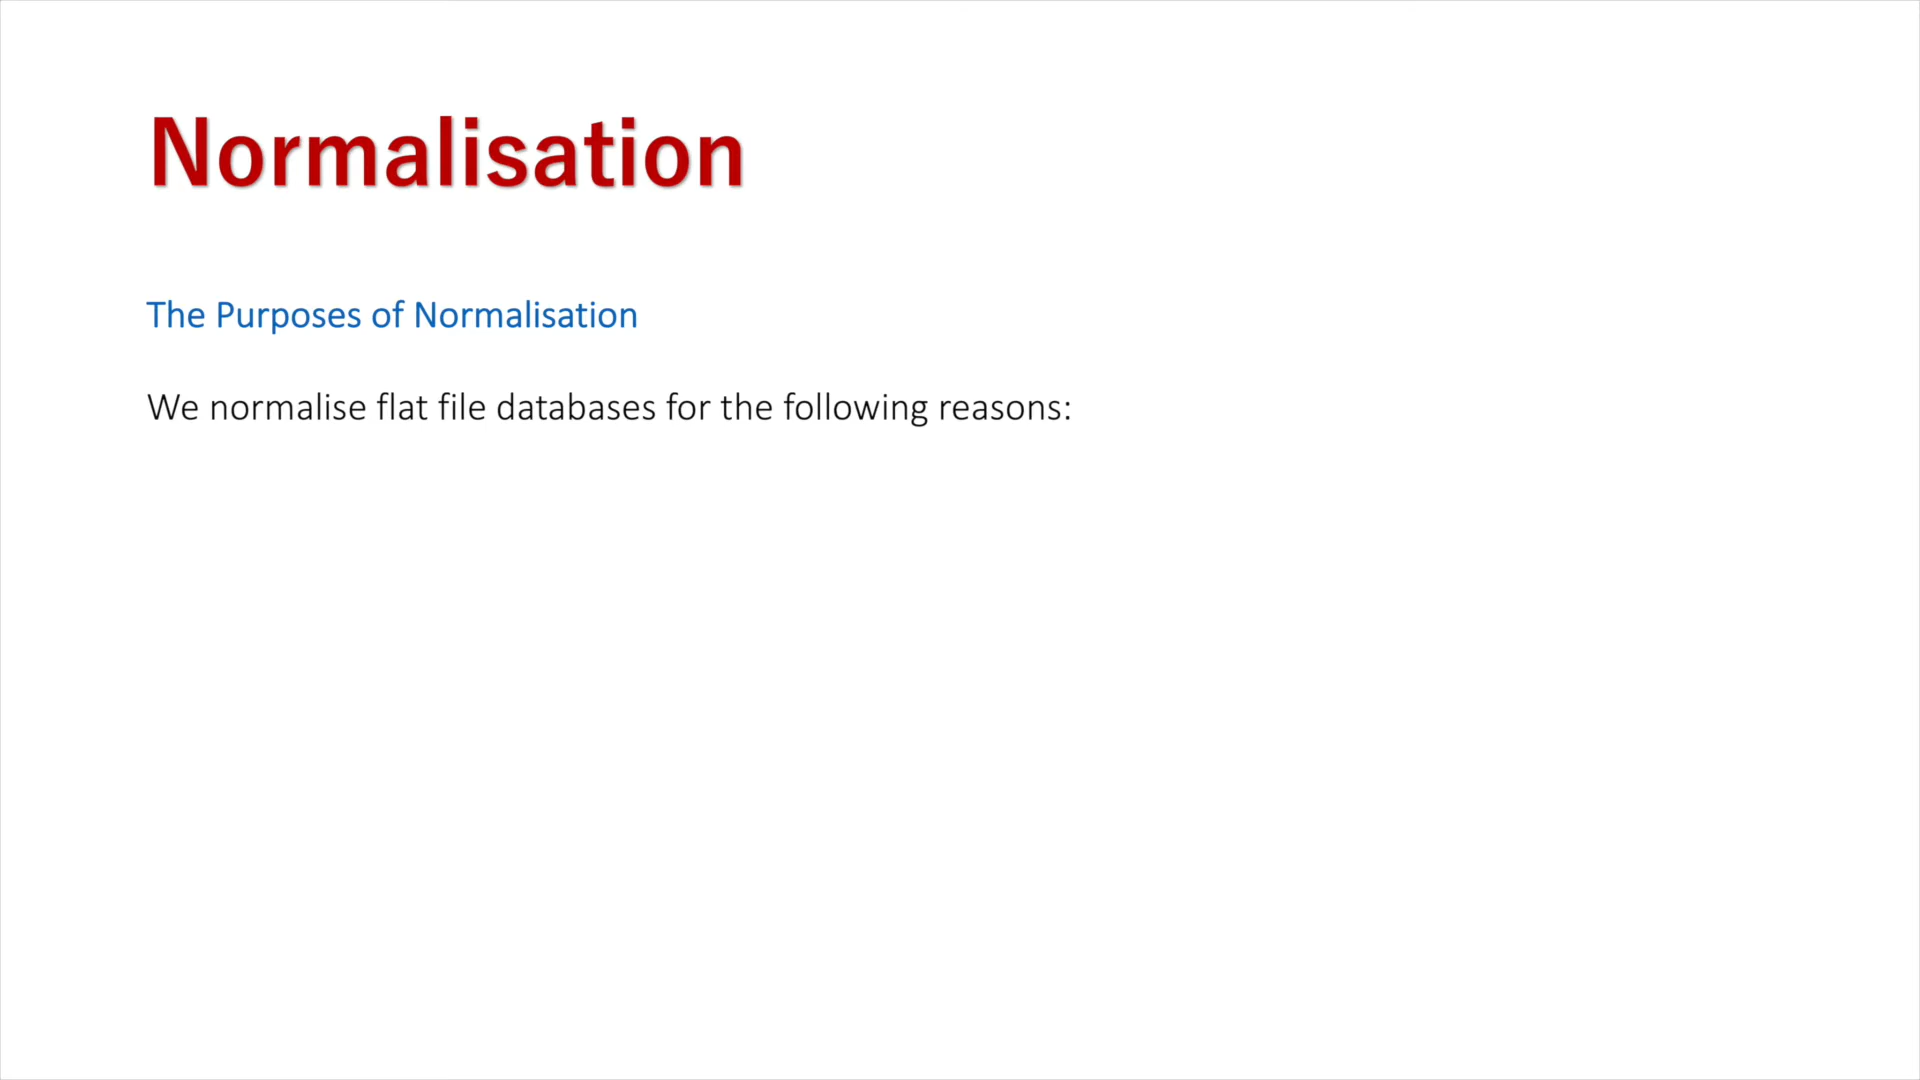 Normalisation
The Purposes of Normalisation
We normalise flat file databases for the following reasons: